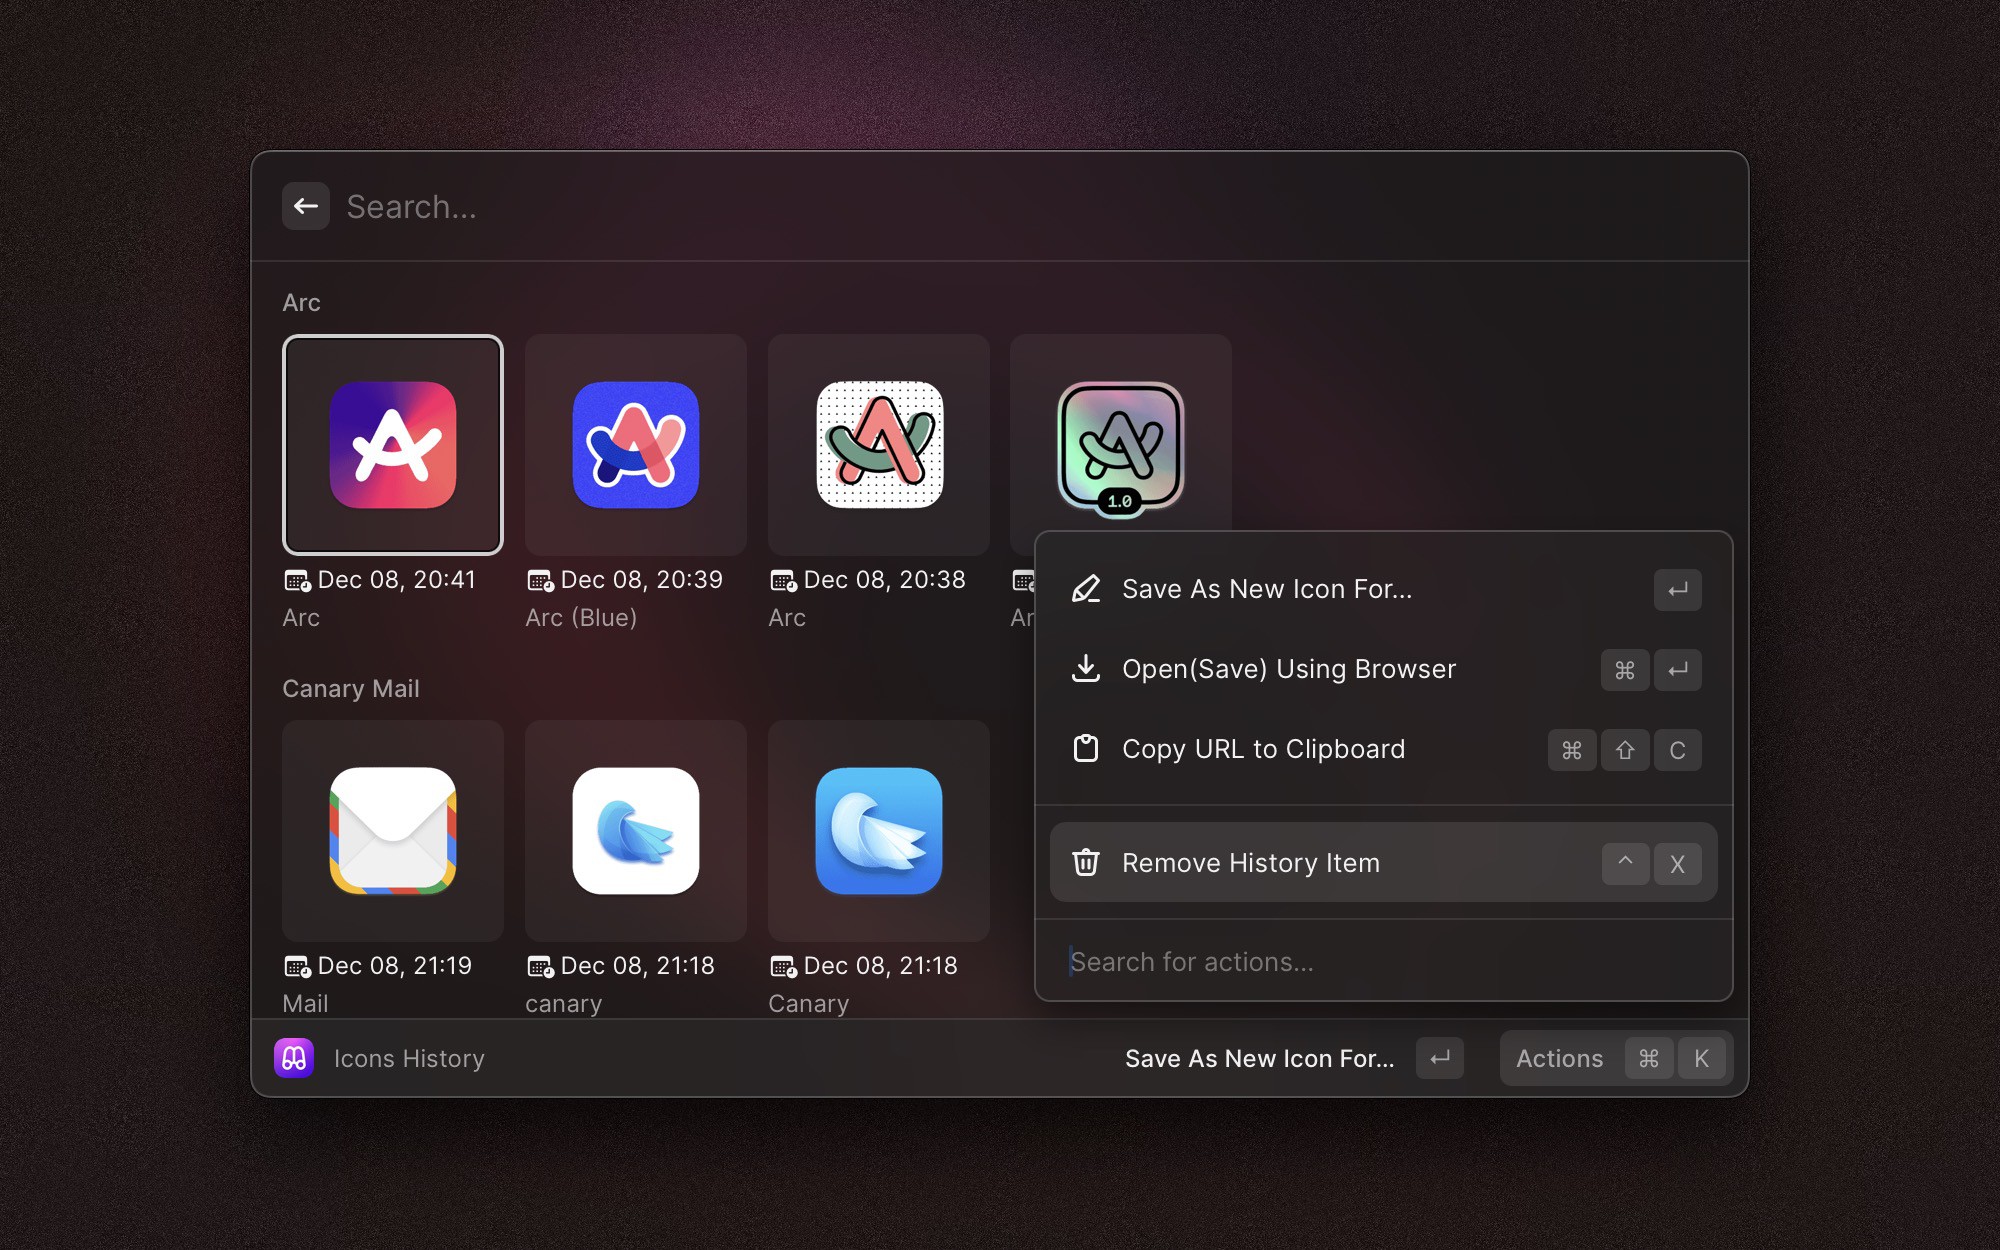 Search...
Arc
1.0
Dec 08, 20:41
Dec 08, 20:39
Dec 08, 20:38
Arc
Arc (Blue)
Arc
Canary Mail
Dec 08, 21:19
Dec 08, 21:18
Dec 08, 21:18
Mail
canary
Canary
Save As New Icon For...
Open(Save) Using Browser
⌘
Copy URL to Clipboard
⌘ ⇧ C
Remove History Item
^ X
Search for actions...
Icons History
Save As New Icon For...
Actions ⌘ K